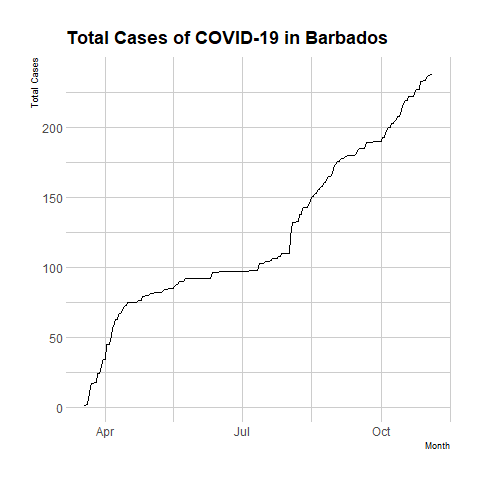 Total Cases of COVID-19 in Barbados
Total Cases
200
150
100
50
0
Apr Jul Oct
Month